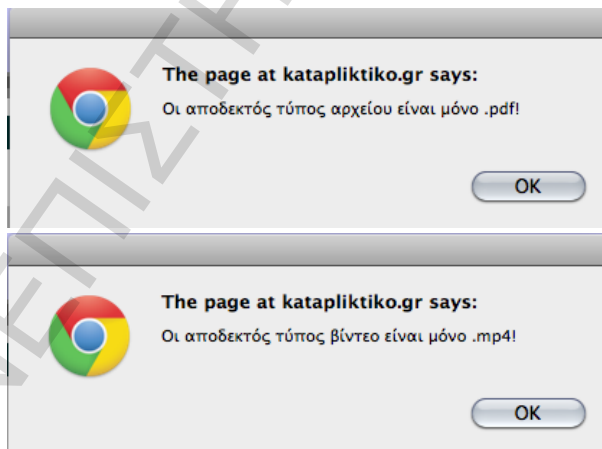 The page at katapliktiko.gr says:
Οι αποδεκτός τύπος αρχείου είναι μόνο .pdf!
OK
The page at katapliktiko.gr says:
Οι αποδεκτός τύπος βίντεο είναι μόνο .mp4!
OK